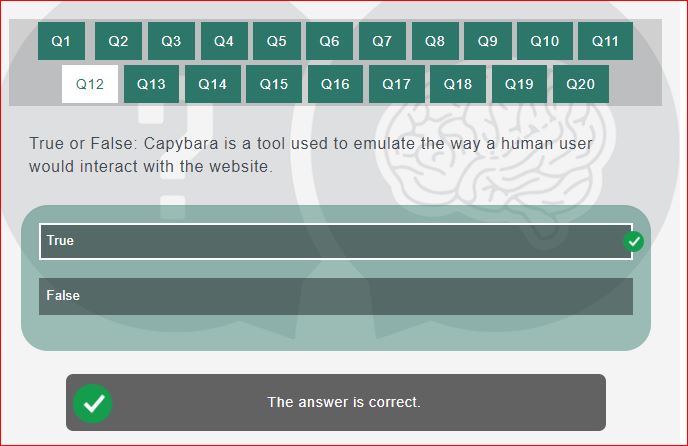 Q1 Q2 Q3 Q4 Q5 Q6 Q7 Q8 Q9 Q10 Q11
Q12 Q13 Q14 Q15 Q16 Q17 Q18 Q19 Q20
True or False: Capybara is a tool used to emulate the way a human user
would interact with the website.
True
False
The answer is correct.